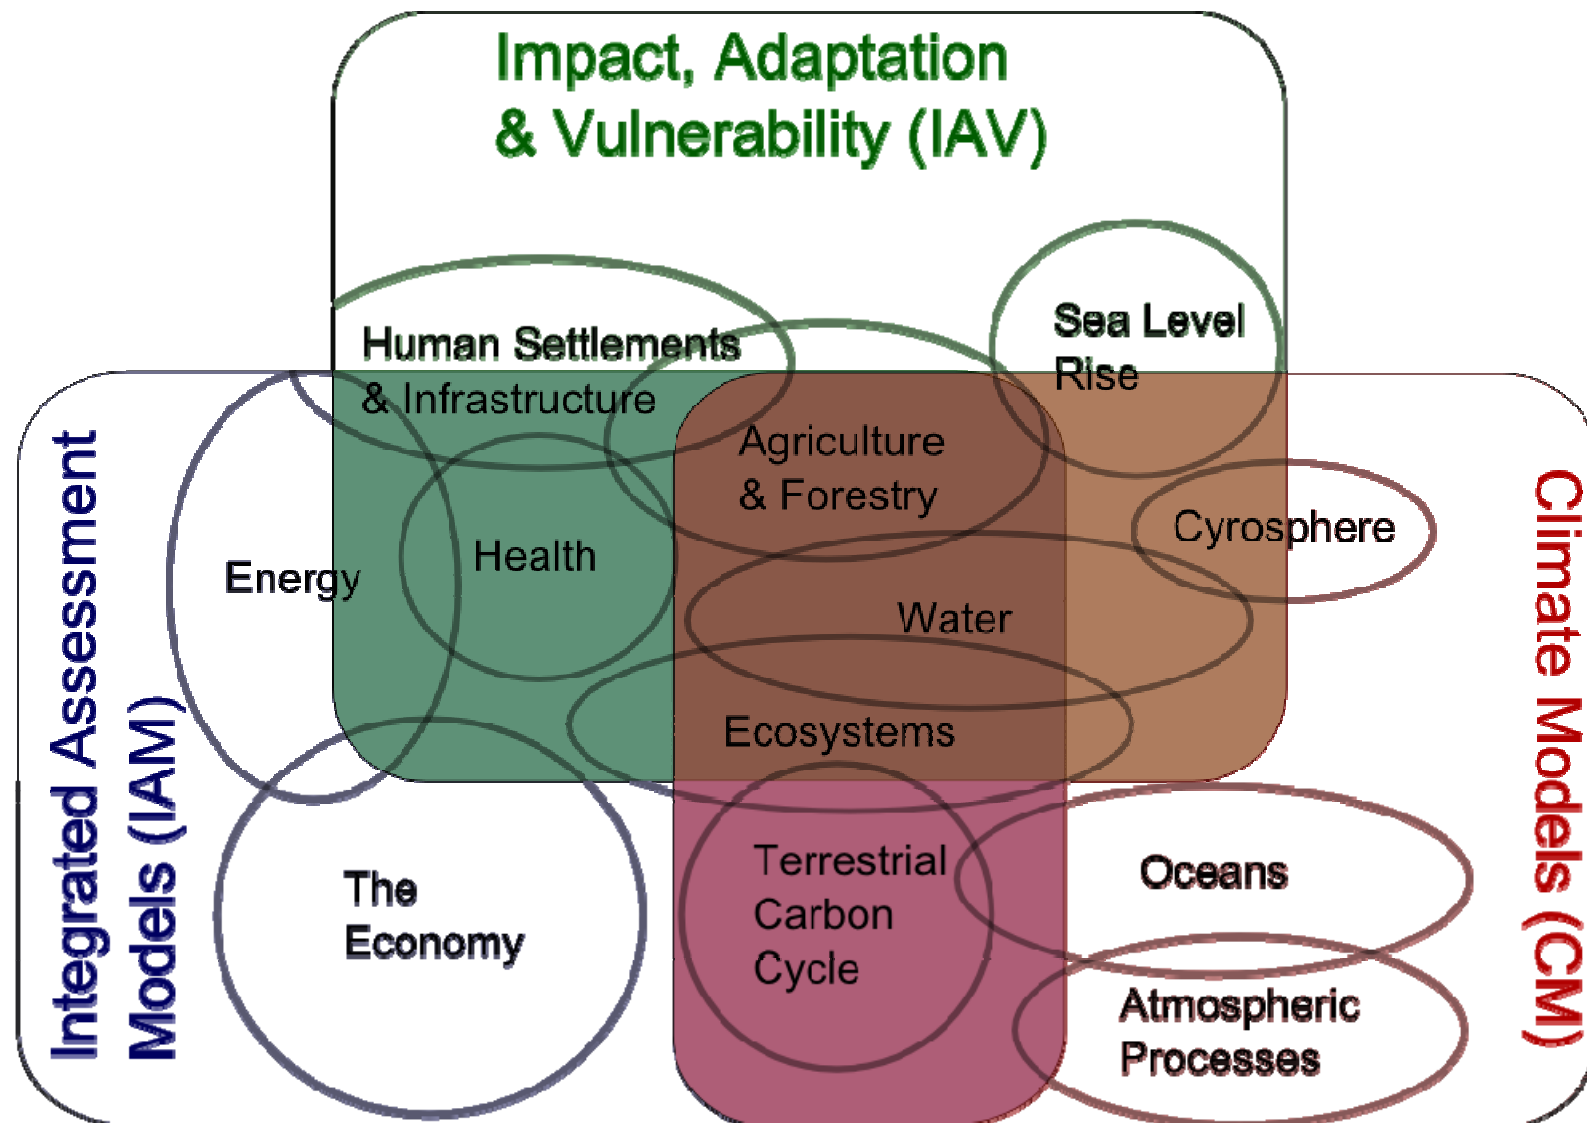 Impact, Adaptation
& Vulnerability (IAV)
Human Settlements
& Infrastructure
Sea Level
Rise
Agriculture
& Forestry
Cyrosphere
Health
Energy
Water
Ecosystems
The
Economy
Terrestrial
Carbon
Cycle
Oceans
Atmospheric
Processes
Integrated Assessment
Models (IAM)
Climate Models (CM)